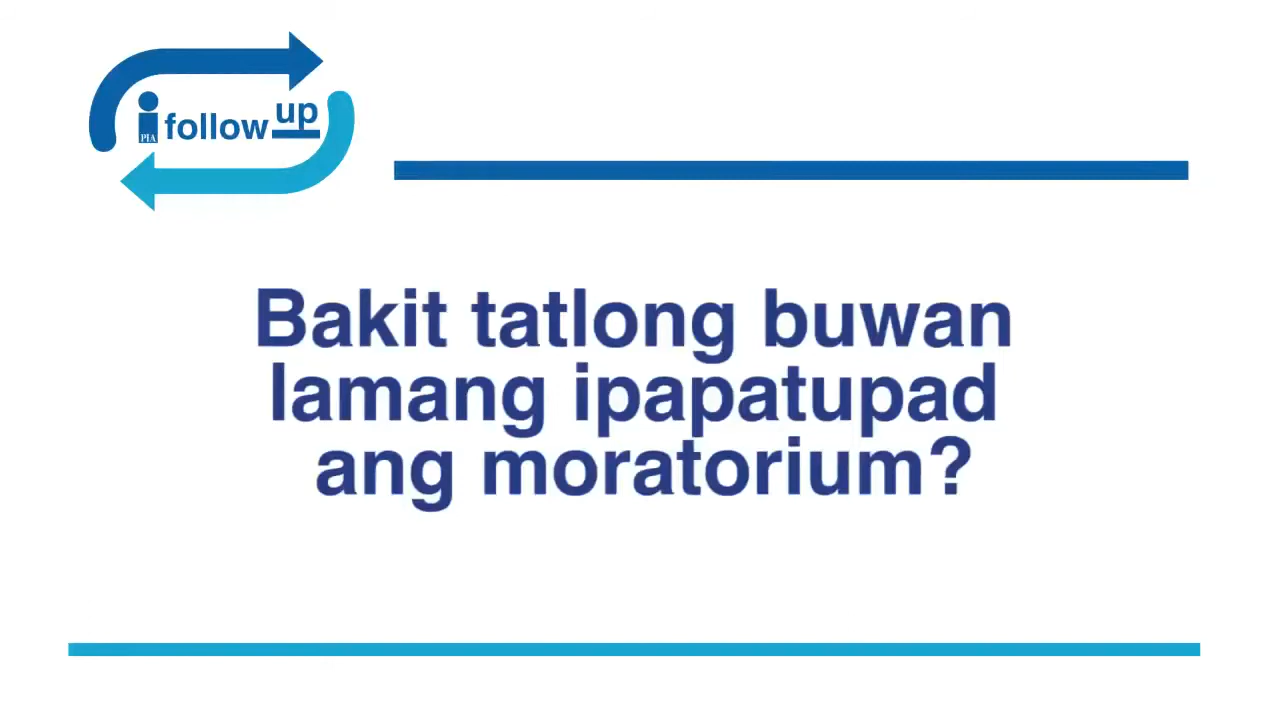 i follow up
PIA
Bakit tatlong buwan
lamang ipapatupad
ang moratorium?